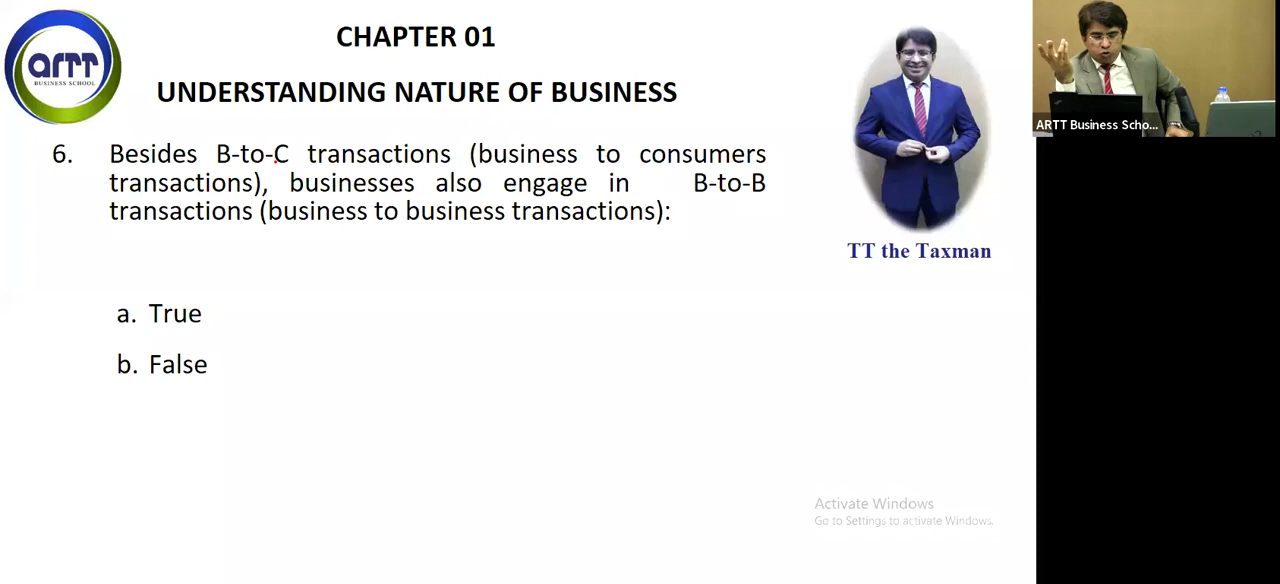 artt
BUSINESS SCHOOL
CHAPTER 01
UNDERSTANDING NATURE OF BUSINESS
6. Besides B-to-C transactions (business to consumers
transactions), businesses also engage in B-to-B
transactions (business to business transactions):
a. True
b. False
TT the Taxman
ARTT Business Scho...
Activate Windows
Go to Settings to activate Windows.